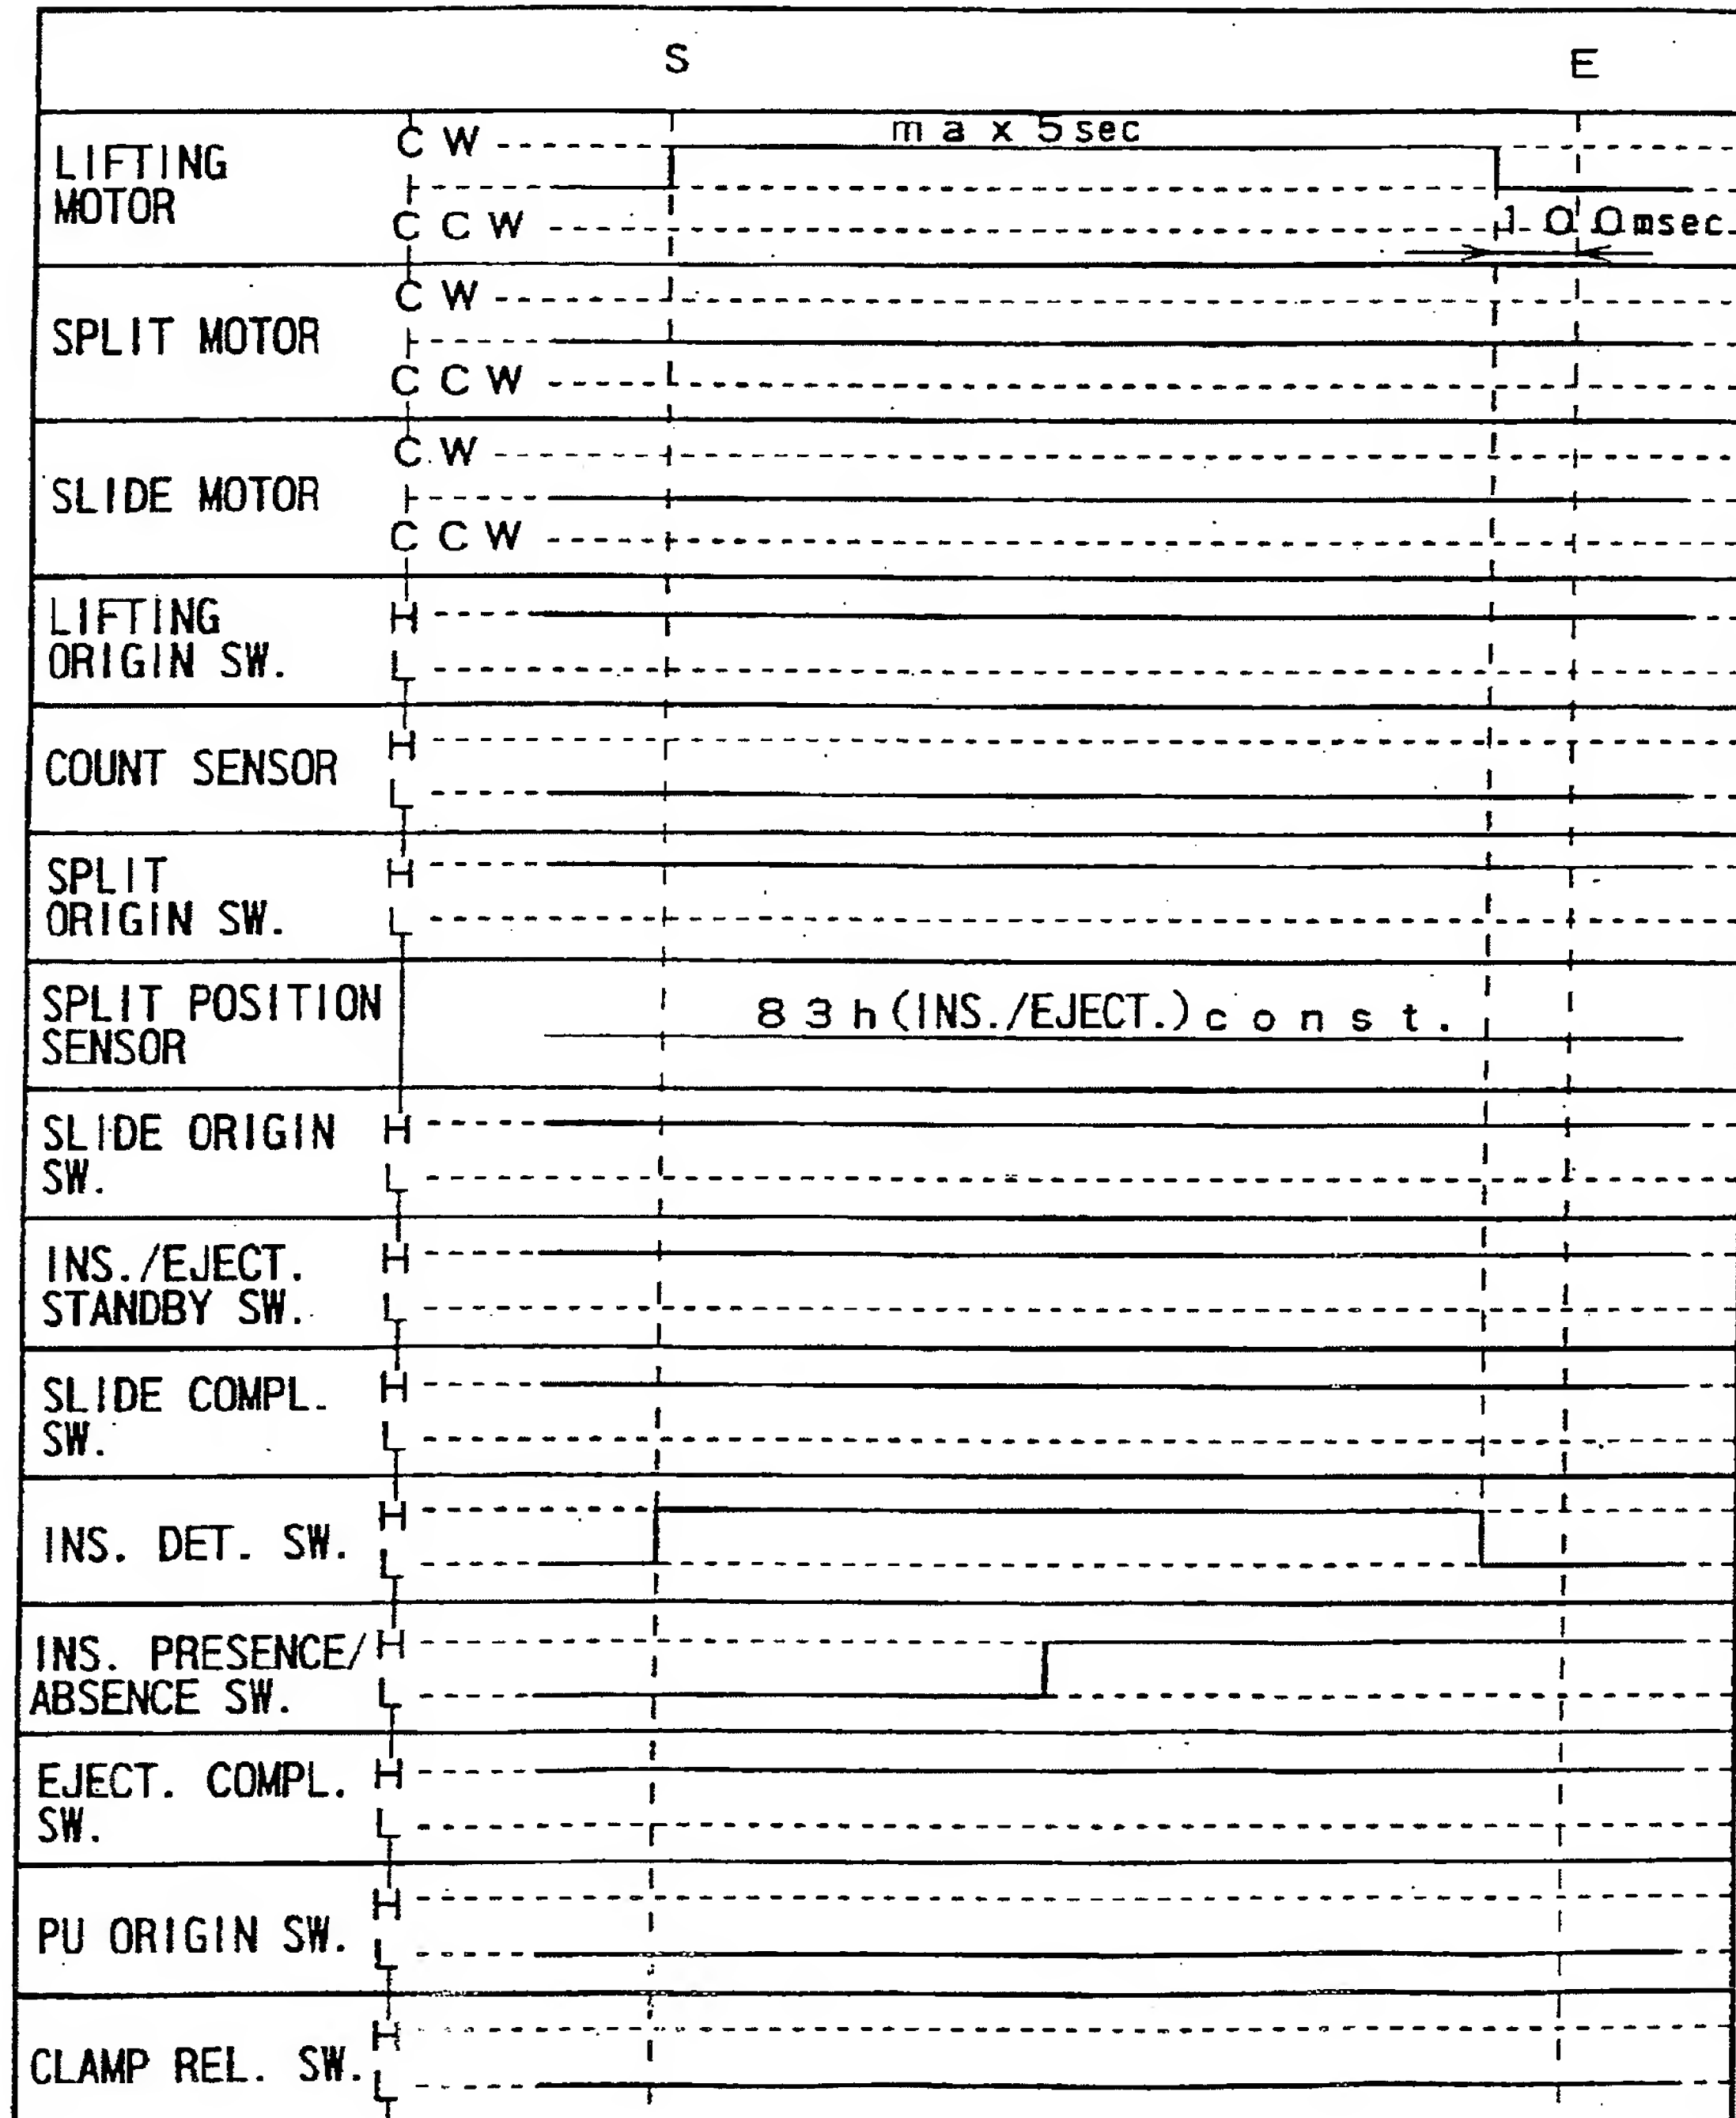 S E
LIFTING
MOTOR
CW
max 5sec
CCW
100msec
SPLIT MOTOR
CW
CCW
SLIDE MOTOR
CW
CCW
LIFTING
ORIGIN SW.
H
L
COUNT SENSOR
H
L
SPLIT
ORIGIN SW.
H
L
SPLIT POSITION
SENSOR
83h(INS./EJECT.)const.
SLIDE ORIGIN
SW.
H
L
INS./EJECT.
STANDBY SW.
H
L
SLIDE COMPL.
SW.
H
L
INS. DET. SW.
H
L
INS. PRESENCE/
ABSENCE SW.
H
L
EJECT. COMPL.
SW.
H
L
PU ORIGIN SW.
H
L
CLAMP REL. SW.
H
L